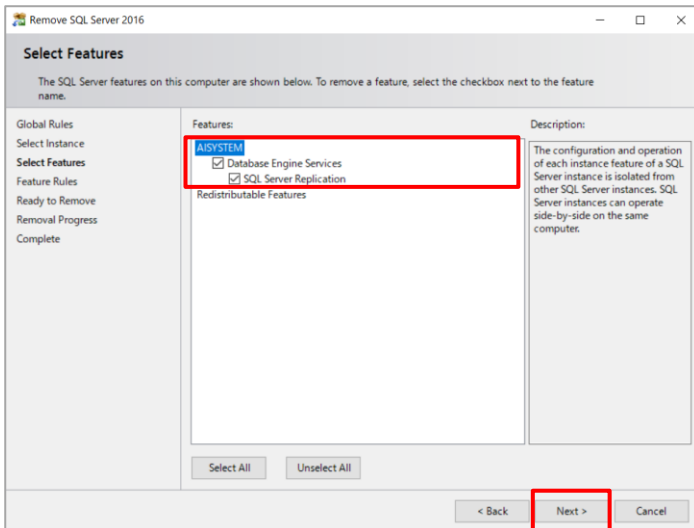 Remove SQL Server 2016
Select Features
The SQL Server features on this computer are shown below. To remove a feature, select the checkbox next to the feature
name.
Global Rules
Select Instance
Select Features
Feature Rules
Ready to Remove
Removal Progress
Complete
Features:
AISYSTEM
Database Engine Services
SQL Server Replication
Redistributable Features
Description:
The configuration and operation
of each instance feature of a SQL
Server instance is isolated from
other SQL Server instances. SQL
Server instances can operate
side-by-side on the same
computer.
Select All
Unselect All
< Back
Next >
Cancel